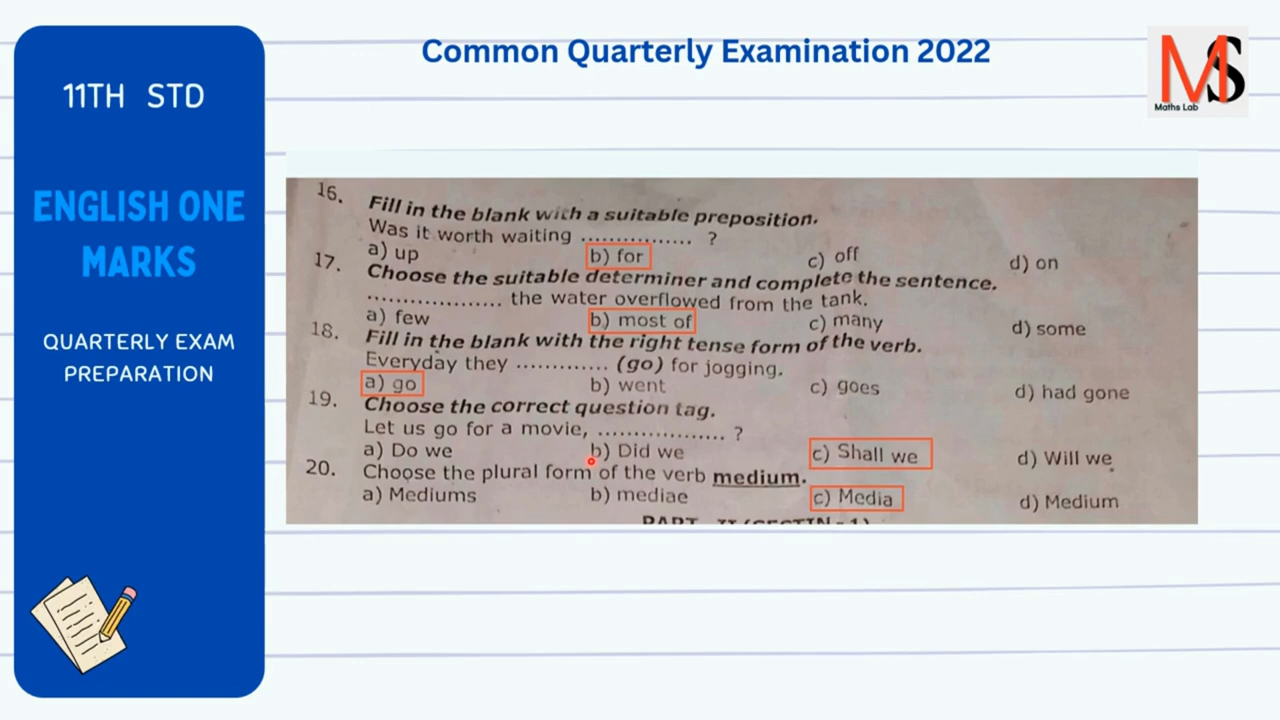 Common Quarterly Examination 2022
MS
Maths Lab
11TH STD
ENGLISH ONE
MARKS
QUARTERLY EXAM
PREPARATION
16. Fill in the blank with a suitable preposition.
Was it worth waiting ................ ?
a) up b) for c) off d) on
17. Choose the suitable determiner and complete the sentence.
................... the water overflowed from the tank.
a) few b) most of c) many d) some
18. Fill in the blank with the right tense form of the verb.
Everyday they ............. (go) for jogging.
a) go b) went c) goes d) had gone
19. Choose the correct question tag.
Let us go for a movie, .................. ?
a) Do we b) Did we c) Shall we d) Will we
20. Choose the plural form of the verb medium.
a) Mediums b) mediae c) Media d) Medium
PART - II (SECTIN - 1)